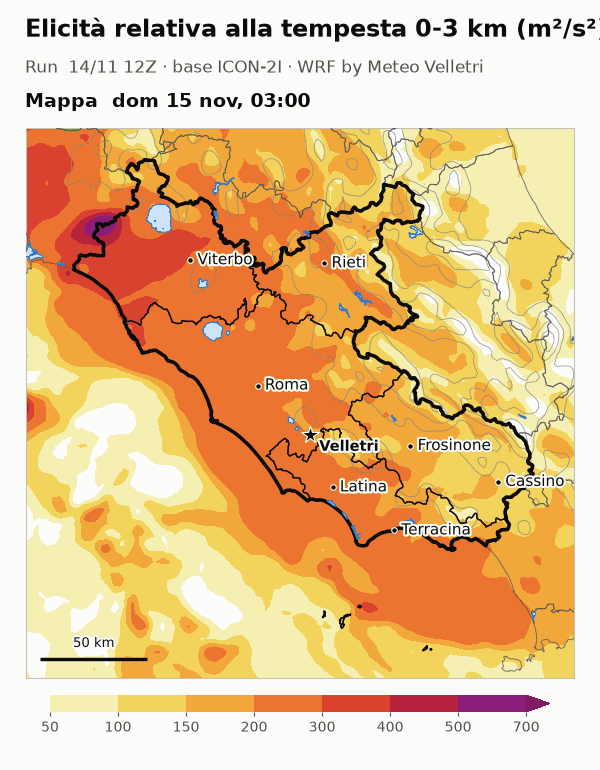 Elicità relativa alla tempesta 0-3 km (m²/s²)
Run 14/11 12Z · base ICON-2I · WRF by Meteo Velletri
Mappa dom 15 nov, 03:00
Viterbo
Rieti
Roma
Velletri
Frosinone
Latina
Cassino
Terracina
50 km
50 100 150 200 300 400 500 700